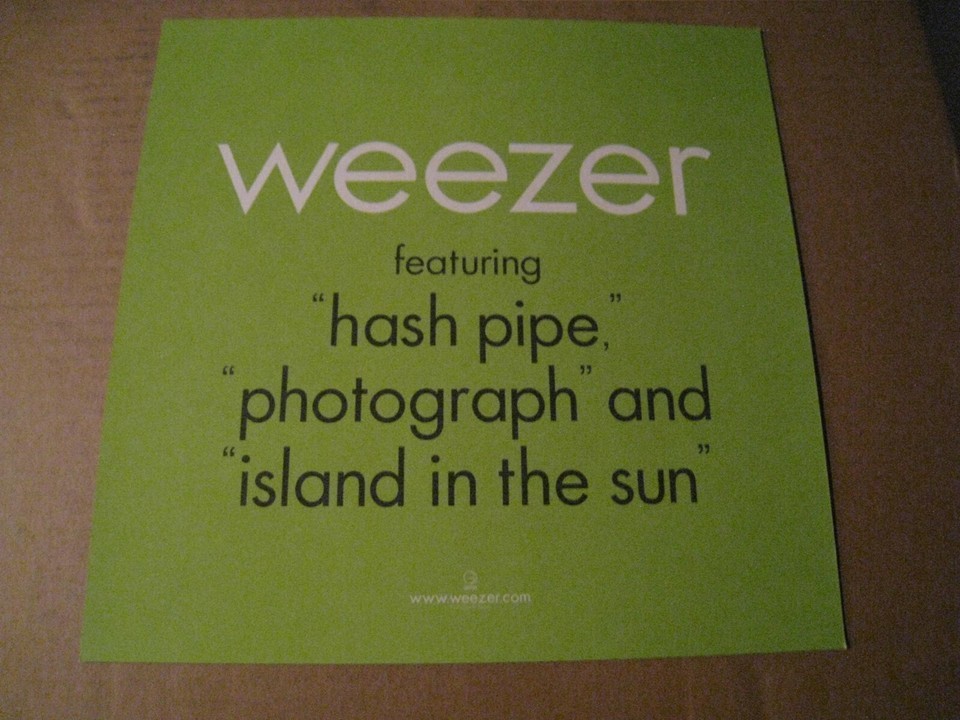 weezer
featuring
“hash pipe,”
“photograph” and
“island in the sun”
www.weezer.com